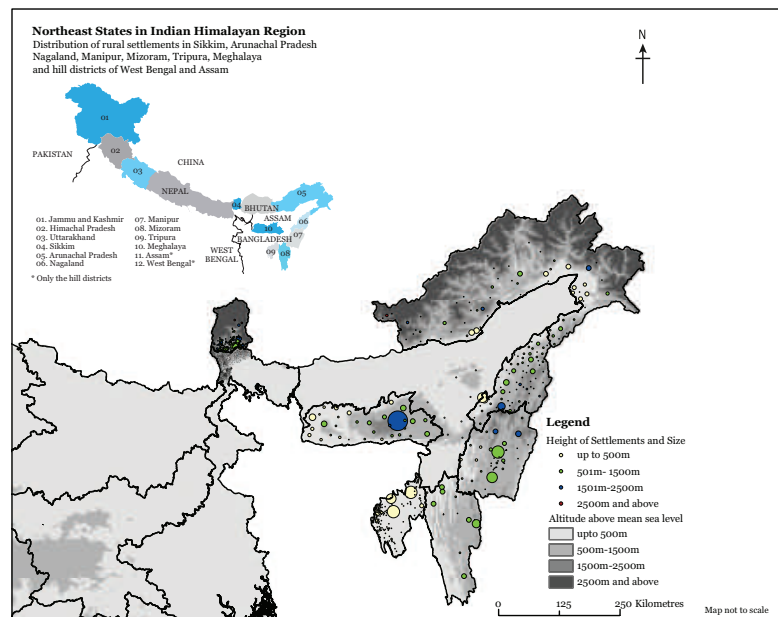 Northeast States in Indian Himalayan Region
Distribution of rural settlements in Sikkim, Arunachal Pradesh
Nagaland, Manipur, Mizoram, Tripura, Meghalaya
and hill districts of West Bengal and Assam
N
01
02
PAKISTAN
CHINA
03
NEPAL
04
BHUTAN
05
ASSAM
06
10
07
BANGLADESH
WEST
BENGAL
09
08
01. Jammu and Kashmir
02. Himachal Pradesh
03. Uttarakhand
04. Sikkim
05. Arunachal Pradesh
06. Nagaland
07. Manipur
08. Mizoram
09. Tripura
10. Meghalaya
11. Assam*
12. West Bengal*
* Only the hill districts
Legend
Height of Settlements and Size
up to 500m
501m- 1500m
1501m-2500m
2500m and above
Altitude above mean sea level
upto 500m
500m-1500m
1500m-2500m
2500m and above
0 125 250 Kilometres
Map not to scale